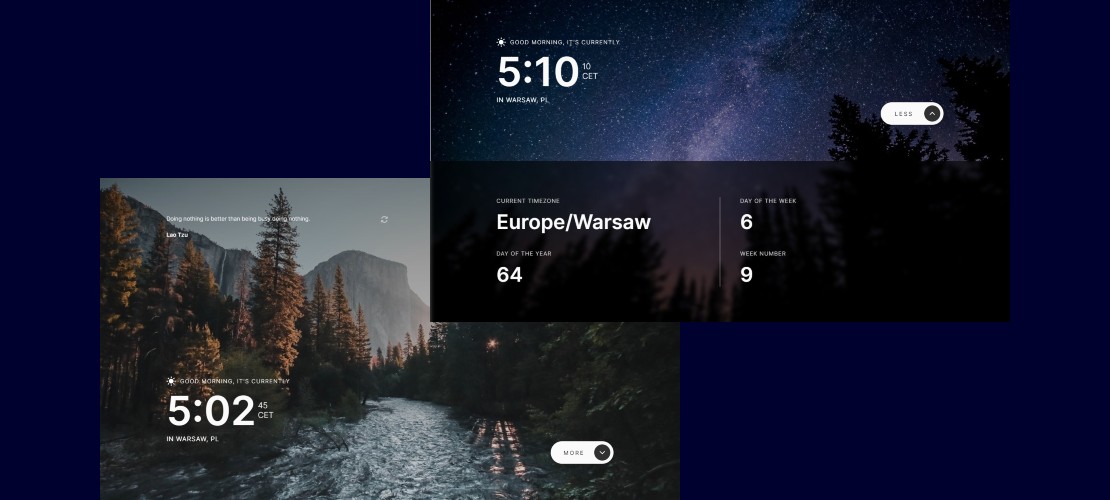 GOOD MORNING, IT'S CURRENTLY
5:10
10
CET
IN WARSAW, PL
LESS
CURRENT TIMEZONE
Europe/Warsaw
DAY OF THE YEAR
64
DAY OF THE WEEK
6
WEEK NUMBER
9
Doing nothing is better than being busy doing nothing.
Lao Tzu
GOOD MORNING, IT'S CURRENTLY
5:02
45
CET
IN WARSAW, PL
MORE